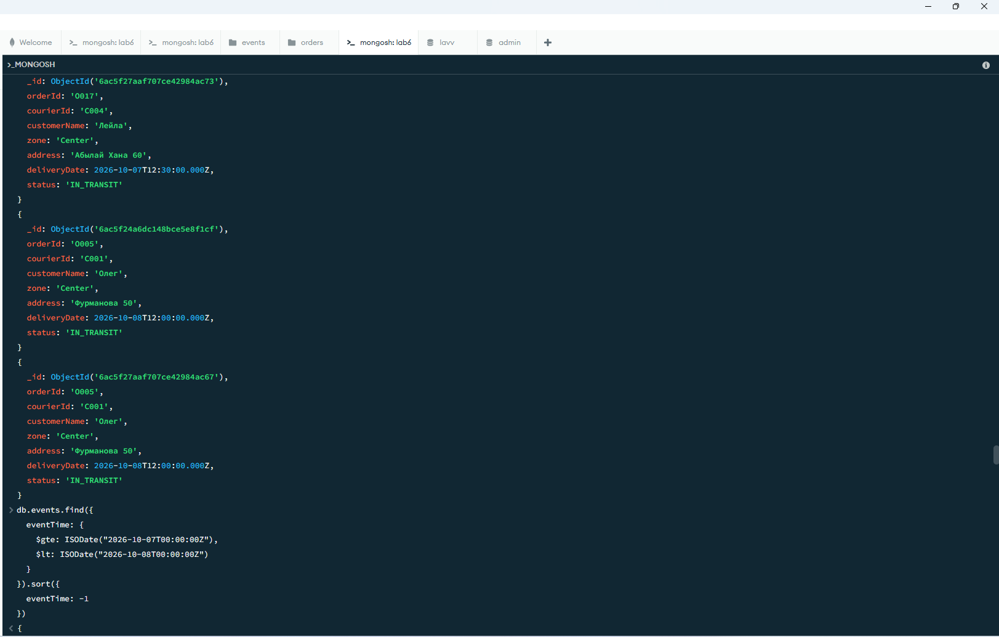 Welcome
>_ mongosh: lab6
>_ mongosh: lab6
events
orders
>_ mongosh: lab6
lavv
admin
>_MONGOSH
_id: ObjectId('6ac5f27aaf707ce42984ac73'),
orderId: 'O017',
courierId: 'C004',
customerName: 'Лейла',
zone: 'Center',
address: 'Абылай Хана 60',
deliveryDate: 2026-10-07T12:30:00.000Z,
status: 'IN_TRANSIT'
}
{
_id: ObjectId('6ac5f24a6dc148bce5e8f1cf'),
orderId: 'O005',
courierId: 'C001',
customerName: 'Олег',
zone: 'Center',
address: 'Фурманова 50',
deliveryDate: 2026-10-08T12:00:00.000Z,
status: 'IN_TRANSIT'
}
{
_id: ObjectId('6ac5f27aaf707ce42984ac67'),
orderId: 'O005',
courierId: 'C001',
customerName: 'Олег',
zone: 'Center',
address: 'Фурманова 50',
deliveryDate: 2026-10-08T12:00:00.000Z,
status: 'IN_TRANSIT'
}
> db.events.find({
eventTime: {
$gte: ISODate("2026-10-07T00:00:00Z"),
$lt: ISODate("2026-10-08T00:00:00Z")
}
}).sort({
eventTime: -1
})
< {